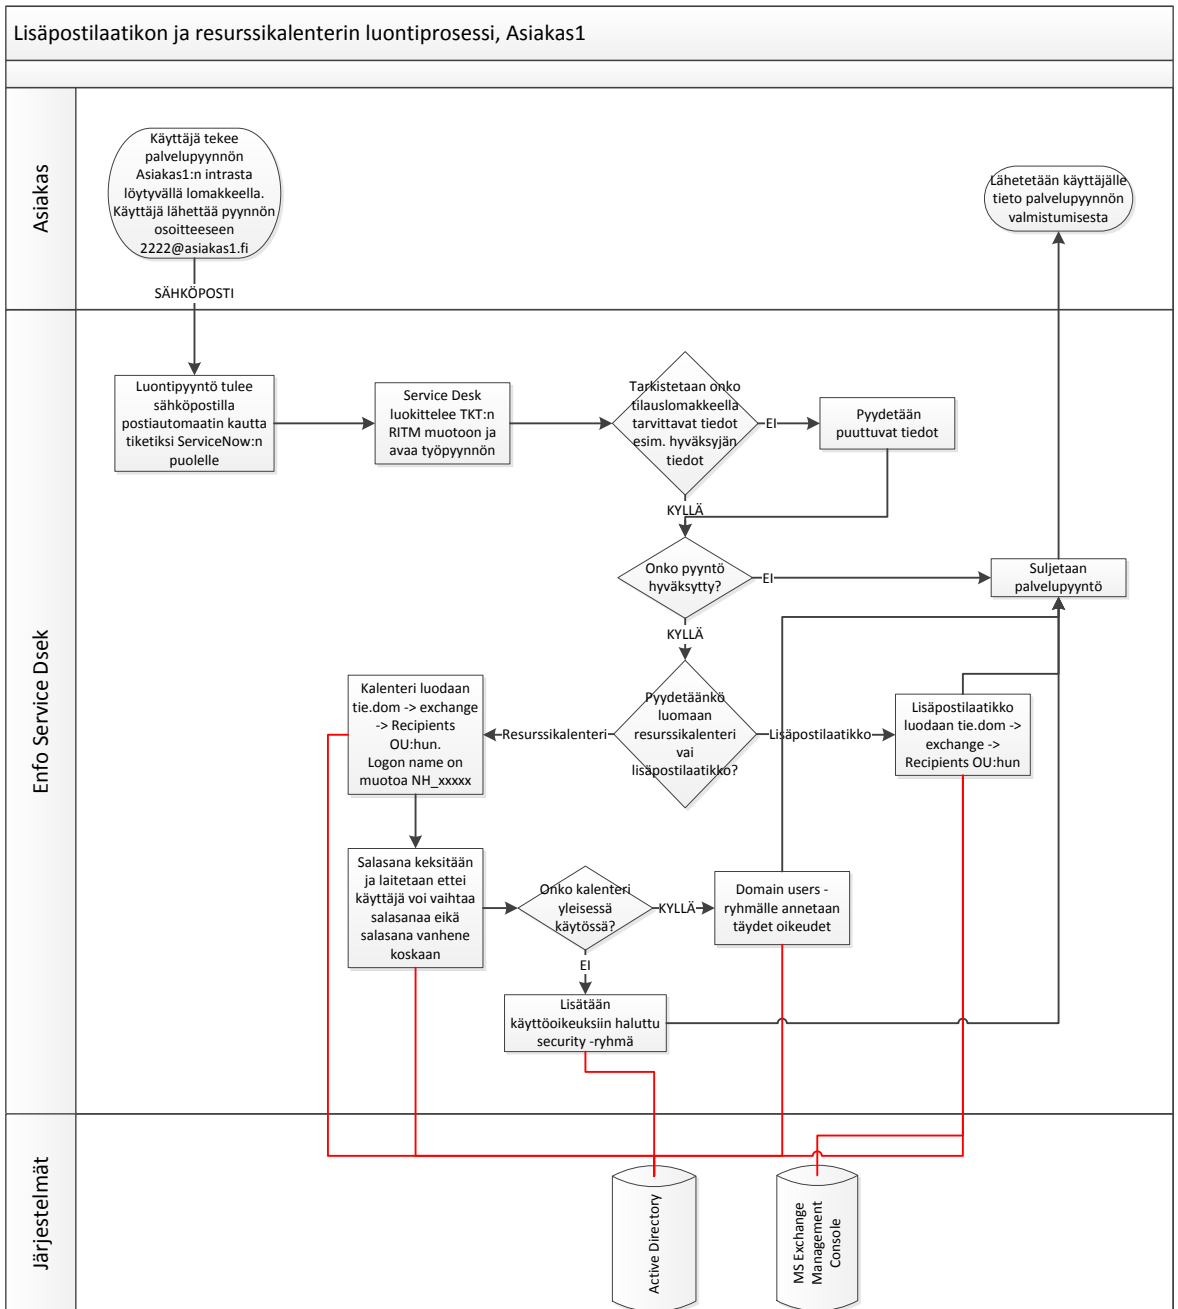 Lisäpostilaatikon ja resurssikalenterin luontiprosessi, Asiakas1
Asiakas
Käyttäjä tekee
palvelupyynnön
Asiakas1:n intrasta
löytyvällä lomakkeella.
Käyttäjä lähettää pyynnön
osoitteeseen
2222@asiakas1.fi
Lähetetään käyttäjälle
tieto palvelupyynnön
valmistumisesta
SÄHKÖPOSTI
Enfo Service Dsek
Luontipyyntö tulee
sähköpostilla
postiautomaatin kautta
tiketiksi ServiceNow:n
puolelle
Service Desk
luokittelee TKT:n
RITM muotoon ja
avaa työpyynnön
Tarkistetaan onko
tilauslomakkeella
tarvittavat tiedot
esim. hyväksyjän
tiedot
EI
Pyydetään
puuttuvat tiedot
KYLLÄ
Onko pyyntö
hyväksytty?
EI
Suljetaan
palvelupyyntö
KYLLÄ
Kalenteri luodaan
tie.dom -> exchange
-> Recipients
OU:hun.
Logon name on
muotoa NH_xxxxx
Resurssikalenteri
Pyydetäänkö
luomaan
resurssikalenteri
vai
lisäpostilaatikko?
Lisäpostilaatikko
Lisäpostilaatikko
luodaan tie.dom ->
exchange ->
Recipients OU:hun
Salasana keksitään
ja laitetaan ettei
käyttäjä voi vaihtaa
salasanaa eikä
salasana vanhene
koskaan
Onko kalenteri
yleisessä
käytössä?
KYLLÄ
Domain users -
ryhmälle annetaan
täydet oikeudet
EI
Lisätään
käyttöoikeuksiin haluttu
security -ryhmä
Järjestelmät
Active Directory
MS Exchange
Management
Console